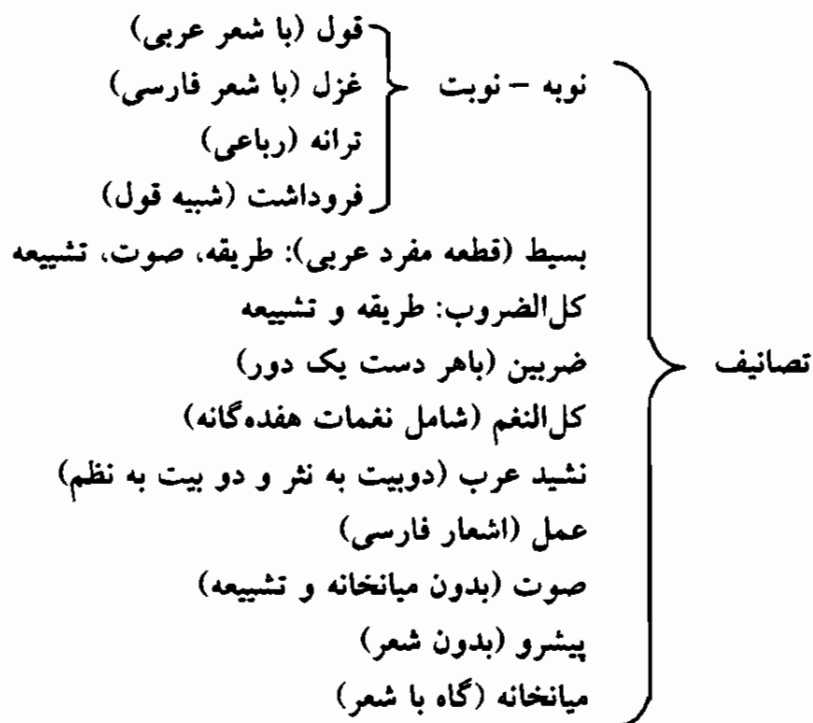 قول (با شعر عربی)
نوبه – نوبت
غزل (با شعر فارسی)
ترانه (رباعی)
فروداشت (شبیه قول)
بسیط (قطعه مفرد عربی): طریقه، صوت، تشییعه
کل‌الضروب: طریقه و تشییعه
تصانیف
ضربین (باهر دست یک دور)
کل‌النغم (شامل نغمات هفده‌گانه)
نشید عرب (دوبیت به نثر و دو بیت به نظم)
عمل (اشعار فارسی)
صوت (بدون میانخانه و تشییعه)
پیشرو (بدون شعر)
میانخانه (گاه با شعر)